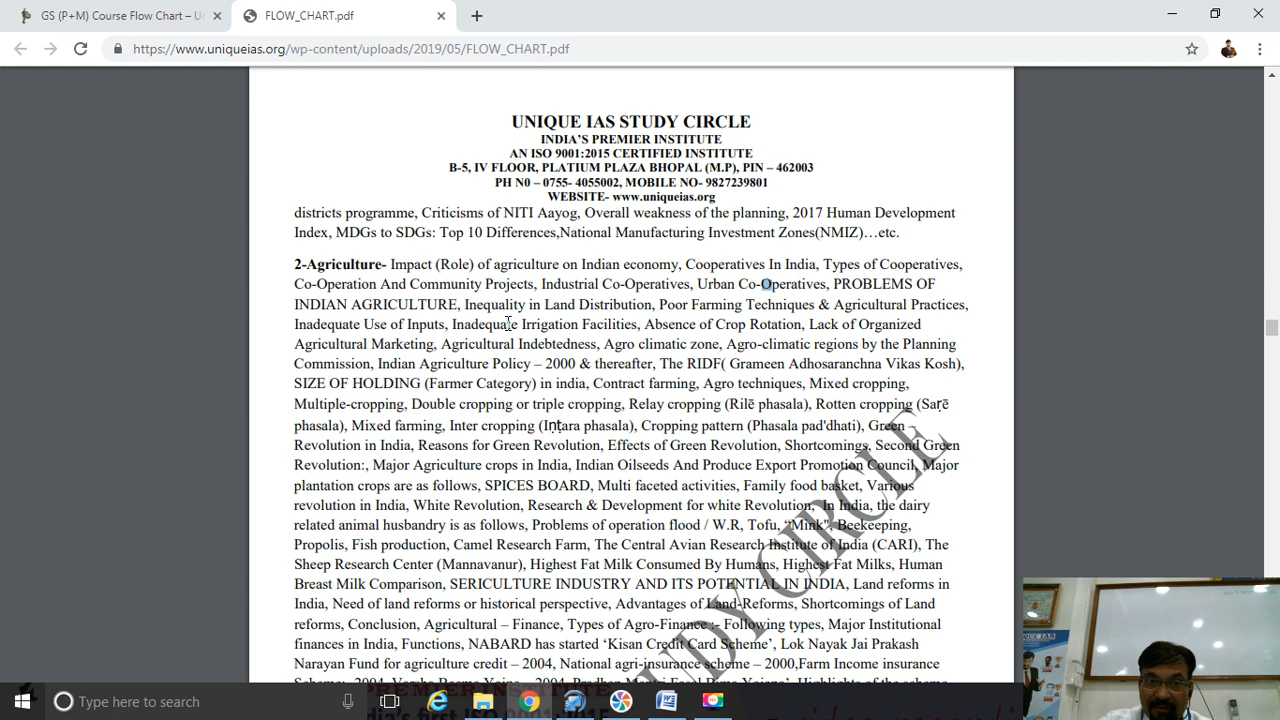 GS (P+M) Course Flow Chart – U
FLOW_CHART.pdf
https://www.uniqueias.org/wp-content/uploads/2019/05/FLOW_CHART.pdf
UNIQUE IAS STUDY CIRCLE
INDIA'S PREMIER INSTITUTE
AN ISO 9001:2015 CERTIFIED INSTITUTE
B-5, IV FLOOR, PLATIUM PLAZA BHOPAL (M.P), PIN – 462003
PH N0 – 0755- 4055002, MOBILE NO- 9827239801
WEBSITE- www.uniqueias.org
districts programme, Criticisms of NITI Aayog, Overall weakness of the planning, 2017 Human Development
Index, MDGs to SDGs: Top 10 Differences,National Manufacturing Investment Zones(NMIZ)…etc.
2-Agriculture- Impact (Role) of agriculture on Indian economy, Cooperatives In India, Types of Cooperatives,
Co-Operation And Community Projects, Industrial Co-Operatives, Urban Co-Operatives, PROBLEMS OF
INDIAN AGRICULTURE, Inequality in Land Distribution, Poor Farming Techniques & Agricultural Practices,
Inadequate Use of Inputs, Inadequate Irrigation Facilities, Absence of Crop Rotation, Lack of Organized
Agricultural Marketing, Agricultural Indebtedness, Agro climatic zone, Agro-climatic regions by the Planning
Commission, Indian Agriculture Policy – 2000 & thereafter, The RIDF( Grameen Adhosaranchna Vikas Kosh),
SIZE OF HOLDING (Farmer Category) in india, Contract farming, Agro techniques, Mixed cropping,
Multiple-cropping, Double cropping or triple cropping, Relay cropping (Rilē phasala), Rotten cropping (Saṛē
phasala), Mixed farming, Inter cropping (Iṇṭara phasala), Cropping pattern (Phasala pad'dhati), Green
Revolution in India, Reasons for Green Revolution, Effects of Green Revolution, Shortcomings, Second Green
Revolution:, Major Agriculture crops in India, Indian Oilseeds And Produce Export Promotion Council, Major
plantation crops are as follows, SPICES BOARD, Multi faceted activities, Family food basket, Various
revolution in India, White Revolution, Research & Development for white Revolution, In India, the dairy
related animal husbandry is as follows, Problems of operation flood / W.R, Tofu, “Mink”, Beekeeping,
Propolis, Fish production, Camel Research Farm, The Central Avian Research Institute of India (CARI), The
Sheep Research Center (Mannavanur), Highest Fat Milk Consumed By Humans, Highest Fat Milks, Human
Breast Milk Comparison, SERICULTURE INDUSTRY AND ITS POTENTIAL IN INDIA, Land reforms in
India, Need of land reforms or historical perspective, Advantages of Land-Reforms, Shortcomings of Land
reforms, Conclusion, Agricultural – Finance, Types of Agro-Finance :- Following types, Major Institutional
finances in India, Functions, NABARD has started ‘Kisan Credit Card Scheme’, Lok Nayak Jai Prakash
Narayan Fund for agriculture credit – 2004, National agri-insurance scheme – 2000,Farm Income insurance
UDY CIRCLE
UNIQUE IAS
Type here to search